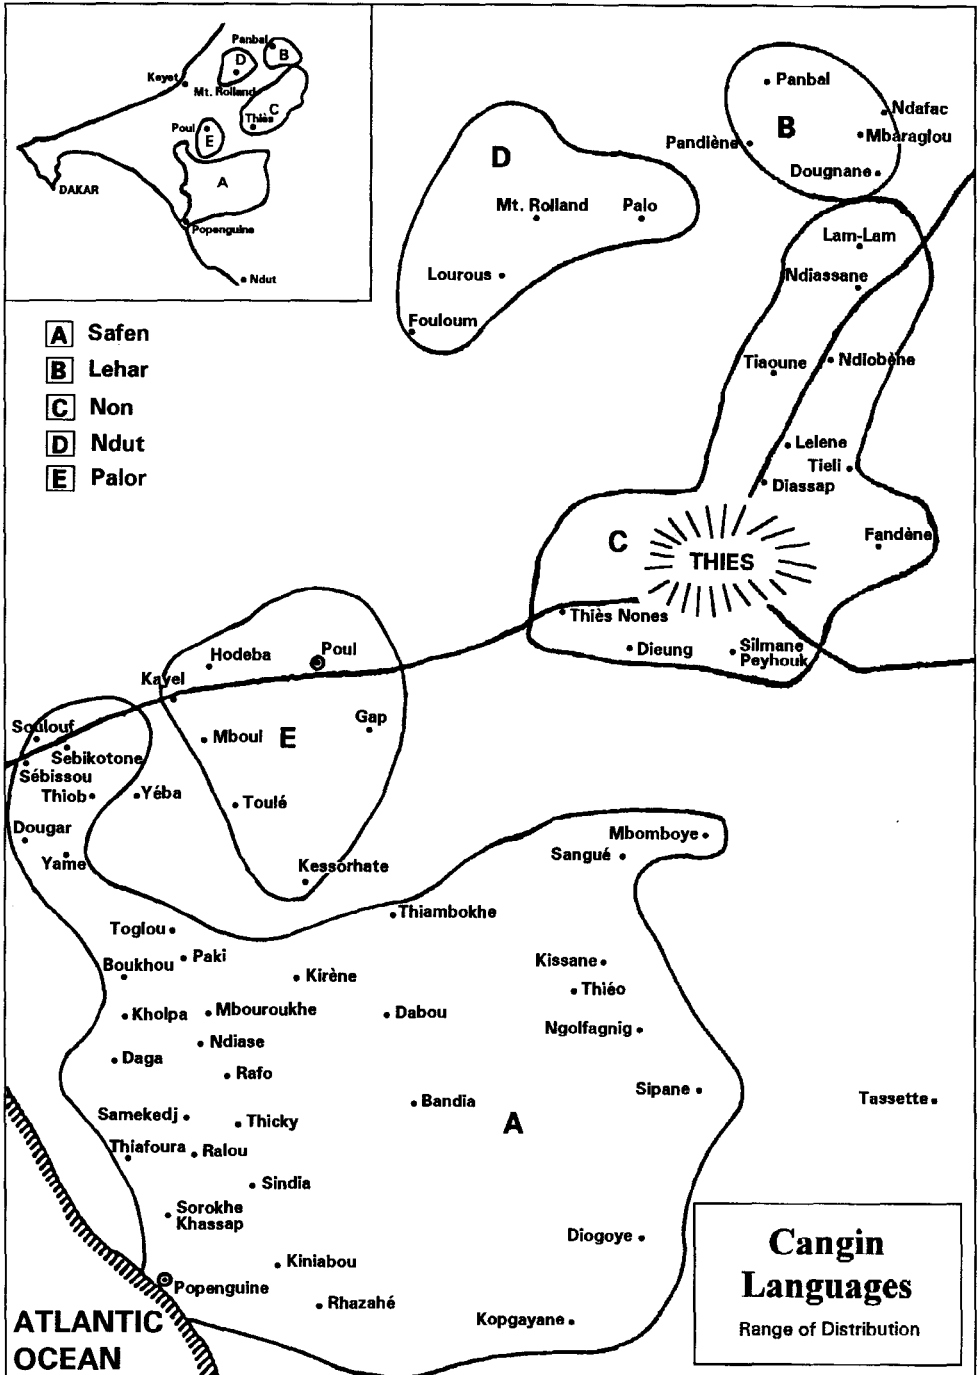 Panbal
B
D
Kayet
Mt. Rolland
C
Thiès
Poul
E
A
DAKAR
Popenguine
Ndut
A Safen
B Lehar
C Non
D Ndut
E Palor
Panbal
Ndafac
B
Mbaraglou
Pandiène
Dougnane
D
Mt. Rolland
Palo
Lourous
Fouloum
Lam-Lam
Ndiassane
Tiaoune
Ndiobène
Lelene
Tieli
Diassap
Fandène
C
THIES
Thiès Nones
Dieung
Silmane
Peyhouk
Hodeba
Poul
Kayel
Gap
Mboul
E
Toulé
Kessorhate
Soulouf
Sebikotone
Sébissou
Thiob
Yéba
Dougar
Yame
Mbomboye
Sangué
Thiambokhe
Toglou
Paki
Boukhou
Kirène
Kissane
Thiéo
Kholpa
Mbouroukhe
Dabou
Ngolfagnig
Ndiase
Daga
Rafo
Sipane
Bandia
Tassette
Samekedj
Thicky
A
Thiafoura
Ralou
Sindia
Sorokhe
Khassap
Diogoye
Kiniabou
Popenguine
Rhazahé
Kopgayane
ATLANTIC
OCEAN
Cangin
Languages
Range of Distribution